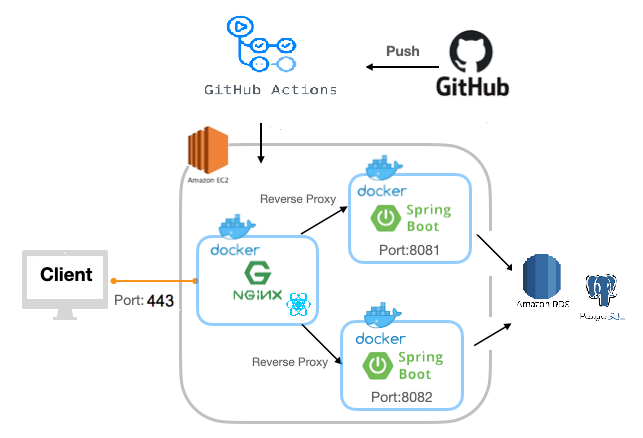 Push
GitHub
GitHub Actions
Amazon EC2
docker
Reverse Proxy
Spring
Boot
Port:8081
docker
NGINX
Client
Port: 443
Amazon RDS
docker
Reverse Proxy
Spring
Boot
Port:8082